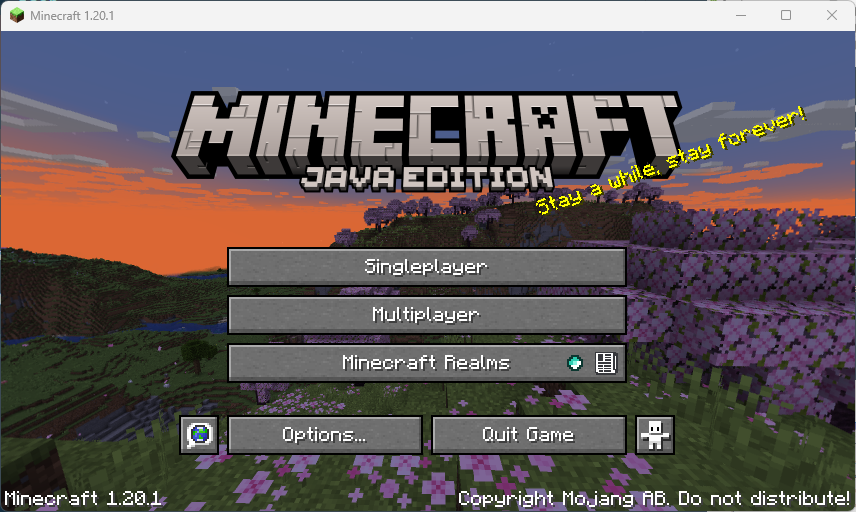 Minecraft 1.20.1
MINECRAFT
JAVA EDITION
Stay a while, stay forever!
Singleplayer
Multiplayer
Minecraft Realms
Options...
Quit Game
Minecraft 1.20.1
Copyright Mojang AB. Do not distribute!